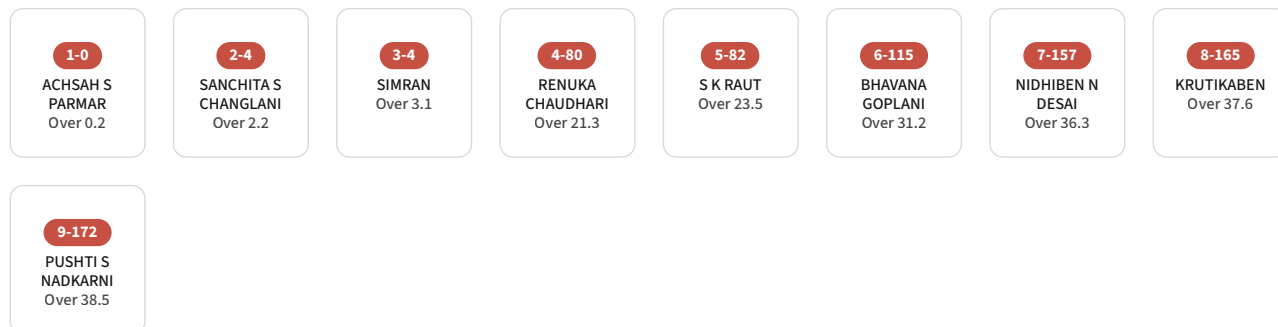 1-0
ACHSAH S
PARMAR
Over 0.2
2-4
SANCHITA S
CHANGLANI
Over 2.2
3-4
SIMRAN
Over 3.1
4-80
RENUKA
CHAUDHARI
Over 21.3
5-82
S K RAUT
Over 23.5
6-115
BHAVANA
GOPLANI
Over 31.2
7-157
NIDHIBEN N
DESAI
Over 36.3
8-165
KRUTIKABEN
Over 37.6
9-172
PUSHTI S
NADKARNI
Over 38.5